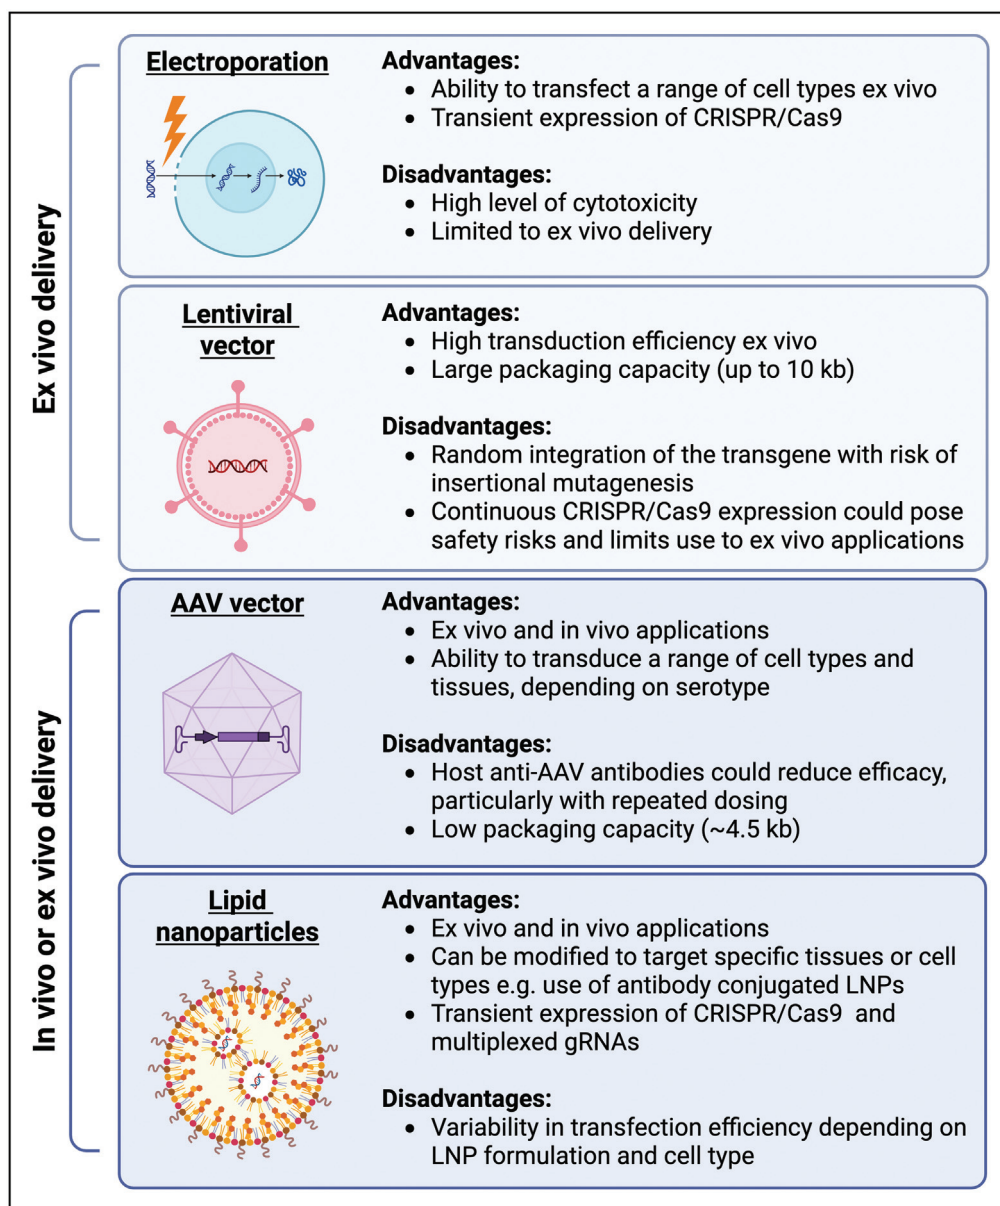 Ex vivo delivery
Electroporation
Advantages:
• Ability to transfect a range of cell types ex vivo
• Transient expression of CRISPR/Cas9
Disadvantages:
• High level of cytotoxicity
• Limited to ex vivo delivery
Lentiviral
vector
Advantages:
• High transduction efficiency ex vivo
• Large packaging capacity (up to 10 kb)
Disadvantages:
• Random integration of the transgene with risk of
insertional mutagenesis
• Continuous CRISPR/Cas9 expression could pose
safety risks and limits use to ex vivo applications
In vivo or ex vivo delivery
AAV vector
Advantages:
• Ex vivo and in vivo applications
• Ability to transduce a range of cell types and
tissues, depending on serotype
Disadvantages:
• Host anti-AAV antibodies could reduce efficacy,
particularly with repeated dosing
• Low packaging capacity (~4.5 kb)
Lipid
nanoparticles
Advantages:
• Ex vivo and in vivo applications
• Can be modified to target specific tissues or cell
types e.g. use of antibody conjugated LNPs
• Transient expression of CRISPR/Cas9 and
multiplexed gRNAs
Disadvantages:
• Variability in transfection efficiency depending on
LNP formulation and cell type